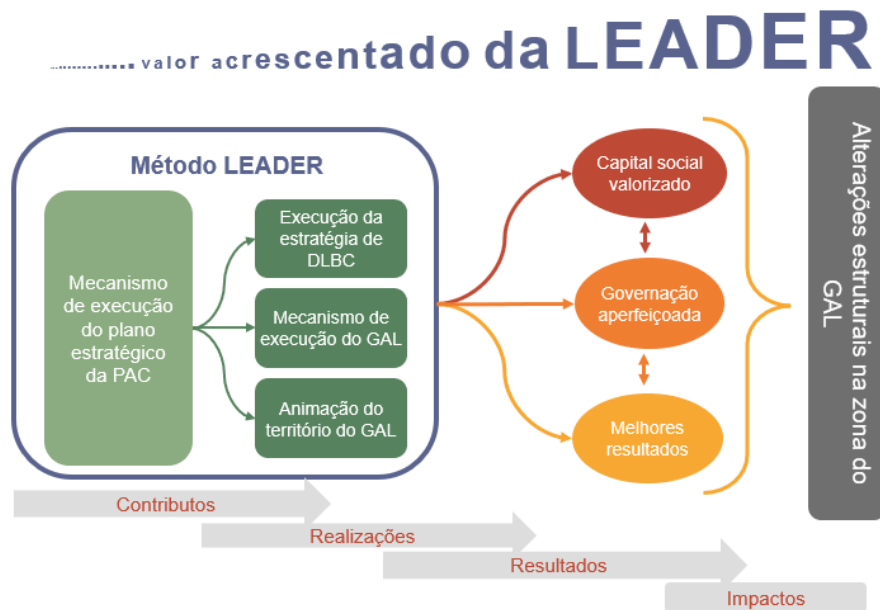 valor acrescentado da LEADER
Método LEADER
Mecanismo
de execução
do plano
estratégico
da PAC
Execução da
estratégia de
DLBC
Mecanismo de
execução do GAL
Animação do
território do GAL
Capital social
valorizado
Governação
aperfeiçoada
Melhores
resultados
Alterações estruturais na zona do
GAL
Contributos
Realizações
Resultados
Impactos